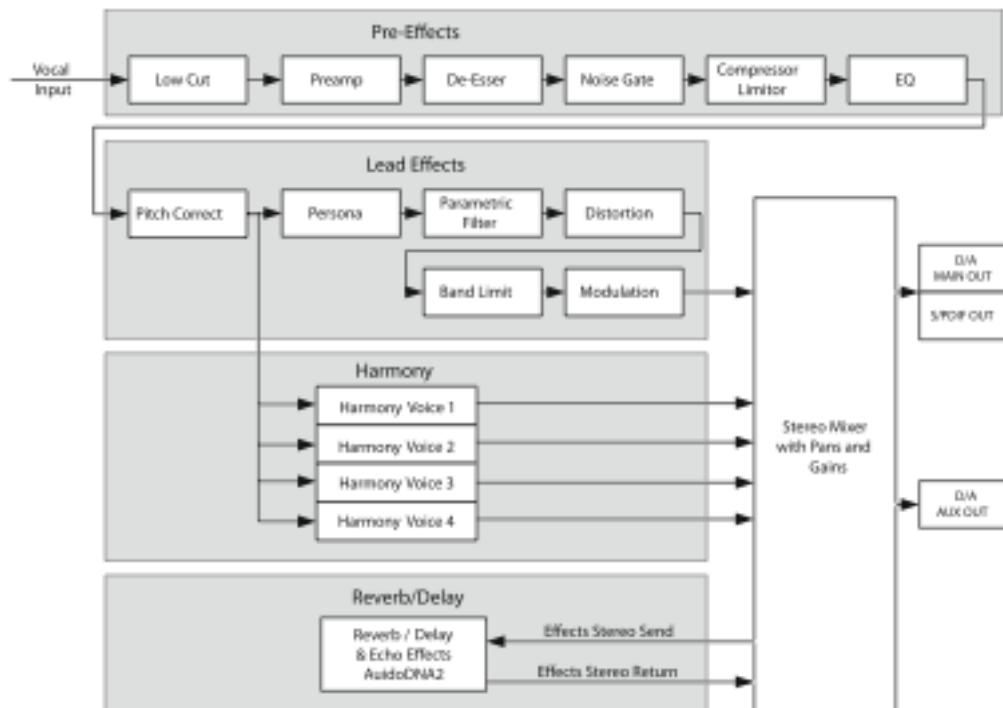 Pre-Effects
Vocal
Input
Low Cut
Preamp
De-Esser
Noise Gate
Compressor
Limitor
EQ
Lead Effects
Pitch Correct
Persona
Parametric
Filter
Distortion
Band Limit
Modulation
D/A
MAIN OUT
S/PDIF OUT
Harmony
Harmony Voice 1
Harmony Voice 2
Harmony Voice 3
Harmony Voice 4
Stereo Mixer
with Pans and
Gains
D/A
AUX OUT
Reverb/Delay
Reverb / Delay
& Echo Effects
AuidoDNA2
Effects Stereo Send
Effects Stereo Return